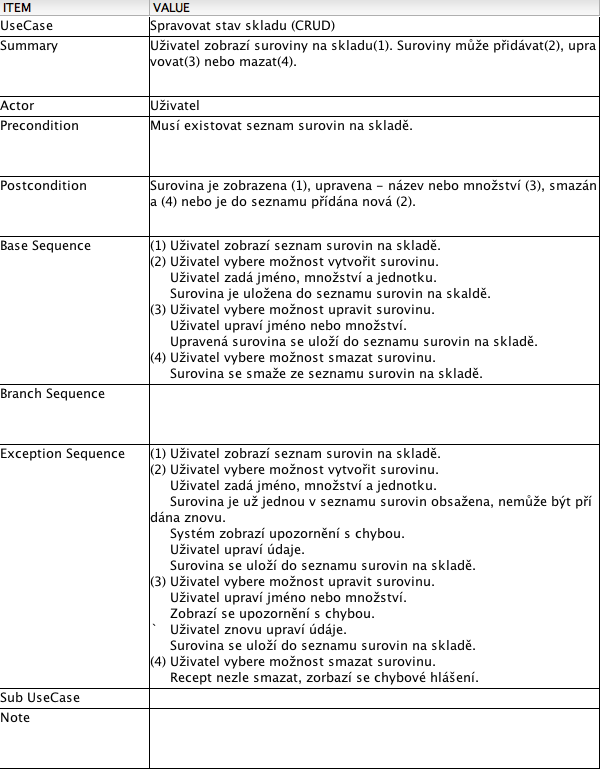 ITEM VALUE
UseCase Spravovat stav skladu (CRUD)
Summary Uživatel zobrazí suroviny na skladu(1). Suroviny může přidávat(2), upra
vovat(3) nebo mazat(4).
Actor Uživatel
Precondition Musí existovat seznam surovin na skladě.
Postcondition Surovina je zobrazena (1), upravena – název nebo množství (3), smazán
a (4) nebo je do seznamu přídána nová (2).
Base Sequence (1) Uživatel zobrazí seznam surovin na skladě.
(2) Uživatel vybere možnost vytvořit surovinu.
Uživatel zadá jméno, množství a jednotku.
Surovina je uložena do seznamu surovin na skaldě.
(3) Uživatel vybere možnost upravit surovinu.
Uživatel upraví jméno nebo množství.
Upravená surovina se uloží do seznamu surovin na skladě.
(4) Uživatel vybere možnost smazat surovinu.
Surovina se smaže ze seznamu surovin na skladě.
Branch Sequence
Exception Sequence (1) Uživatel zobrazí seznam surovin na skladě.
(2) Uživatel vybere možnost vytvořit surovinu.
Uživatel zadá jméno, množství a jednotku.
Surovina je už jednou v seznamu surovin obsažena, nemůže být pří
dána znovu.
Systém zobrazí upozornění s chybou.
Uživatel upraví údaje.
Surovina se uloží do seznamu surovin na skladě.
(3) Uživatel vybere možnost upravit surovinu.
Uživatel upraví jméno nebo množství.
Zobrazí se upozornění s chybou.
` Uživatel znovu upraví údáje.
Surovina se uloží do seznamu surovin na skladě.
(4) Uživatel vybere možnost smazat surovinu.
Recept nezle smazat, zorbazí se chybové hlášení.
Sub UseCase
Note